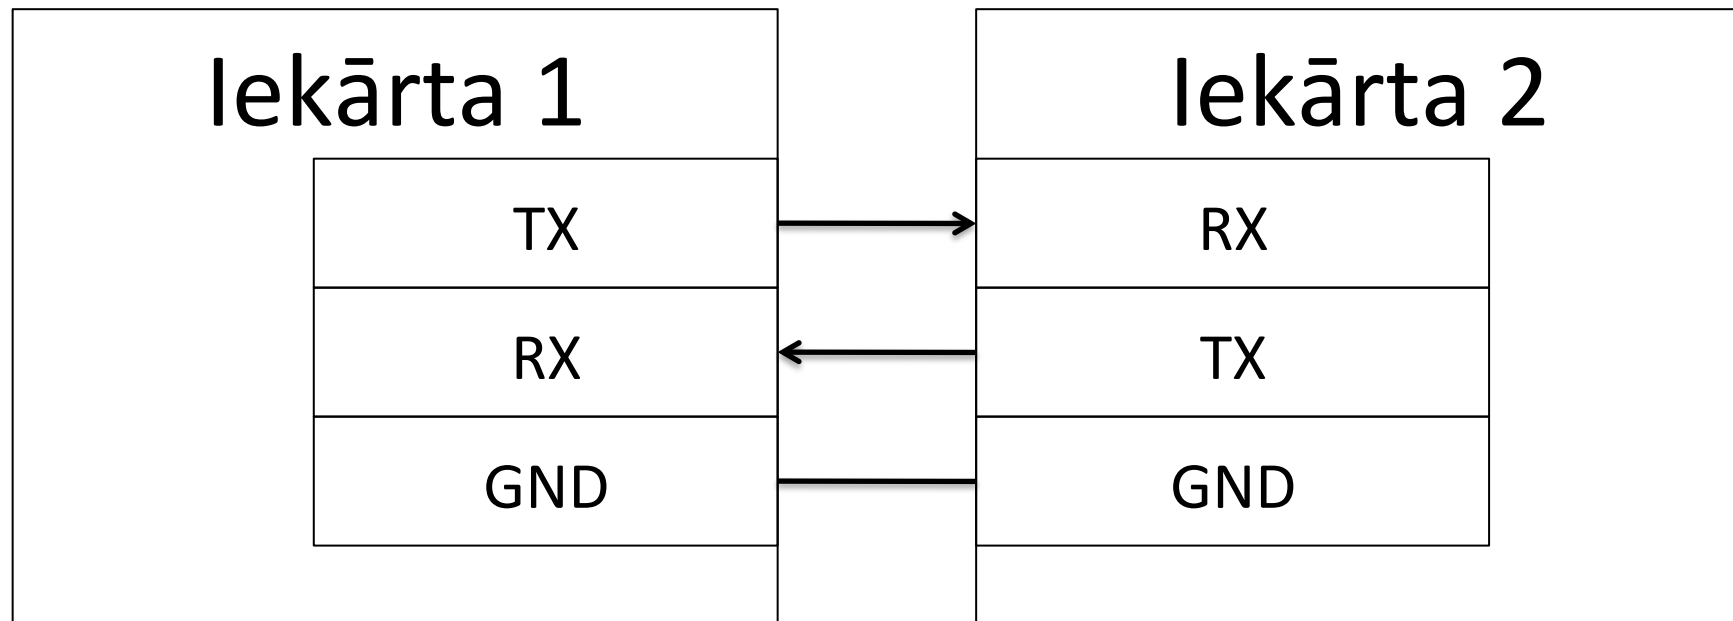 Iekārta 1
Iekārta 2
TX
RX
RX
TX
GND
GND